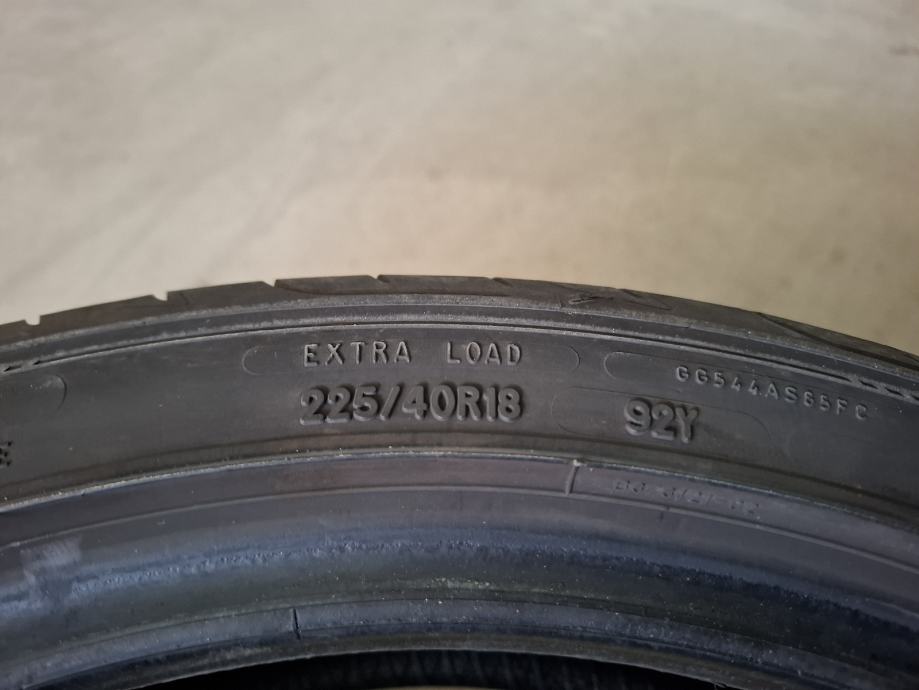 EXTRA LOAD
225/40R18 92Y
GG544AS65FC